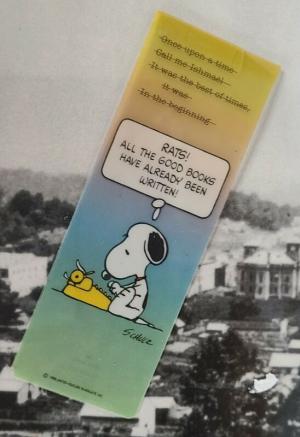 Once upon a time
Call me Ishmael
It was the best of times,
it was
In the beginning
RATS!
ALL THE GOOD BOOKS
HAVE ALREADY BEEN
WRITTEN!
SCHULZ